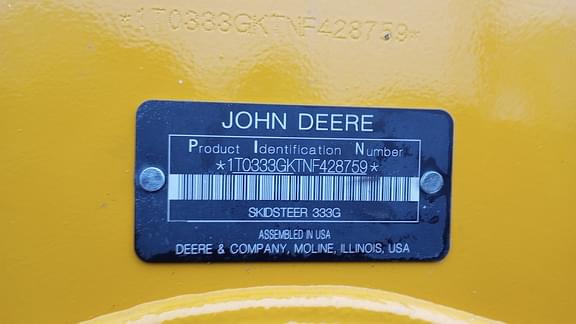 *1T0333GKTNF428759*
JOHN DEERE
Product Identification Number
*1T0333GKTNF428759*
SKIDSTEER 333G
ASSEMBLED IN USA
DEERE & COMPANY, MOLINE, ILLINOIS, USA